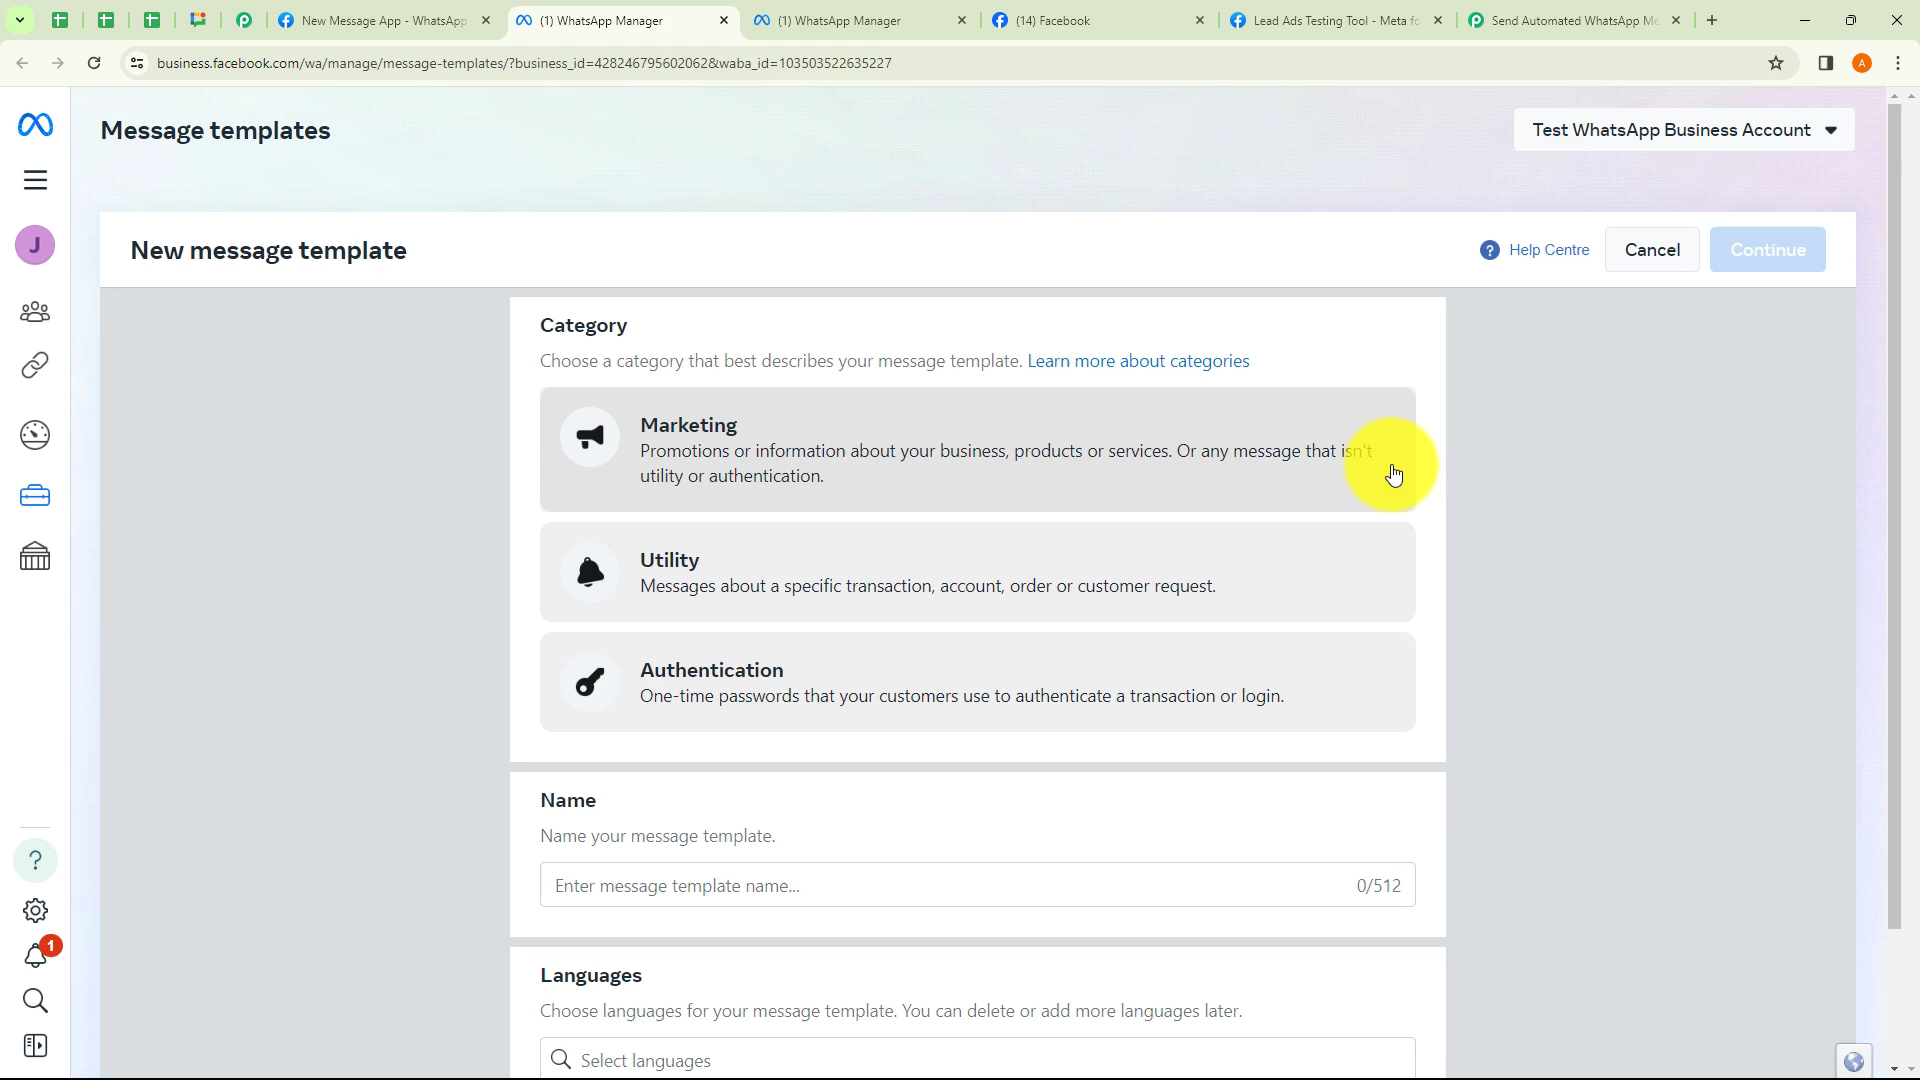 New Message App - WhatsApp
(1) WhatsApp Manager
(1) WhatsApp Manager
(14) Facebook
Lead Ads Testing Tool - Meta fo
Send Automated WhatsApp Me
business.facebook.com/wa/manage/message-templates/?business_id=428246795602062&waba_id=103503522635227
A
Message templates
Test WhatsApp Business Account
J
New message template
? Help Centre
Cancel
Continue
Category
Choose a category that best describes your message template. Learn more about categories
Marketing
Promotions or information about your business, products or services. Or any message that isn't
utility or authentication.
Utility
Messages about a specific transaction, account, order or customer request.
Authentication
One-time passwords that your customers use to authenticate a transaction or login.
Name
Name your message template.
Enter message template name...
0/512
?
1
Languages
Choose languages for your message template. You can delete or add more languages later.
Select languages